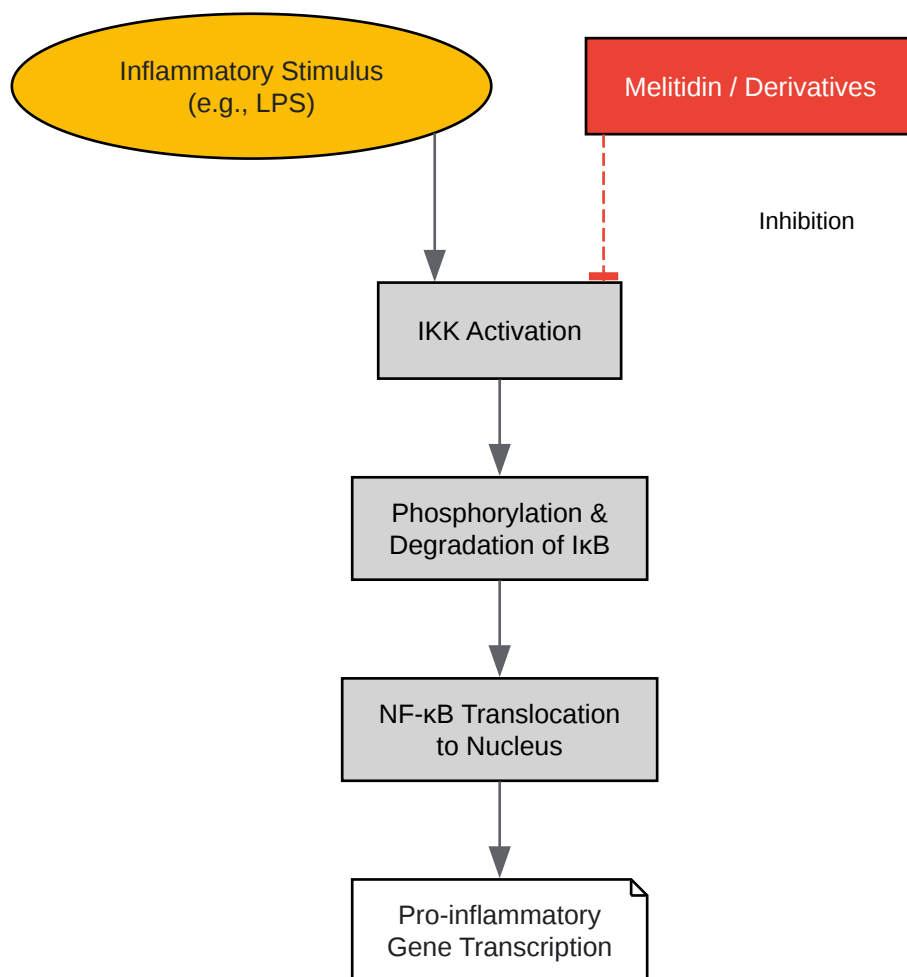 Inflammatory Stimulus
(e.g., LPS)
Melitidin / Derivatives
Inhibition
IKK Activation
Phosphorylation &
Degradation of IκB
NF-κB Translocation
to Nucleus
Pro-inflammatory
Gene Transcription